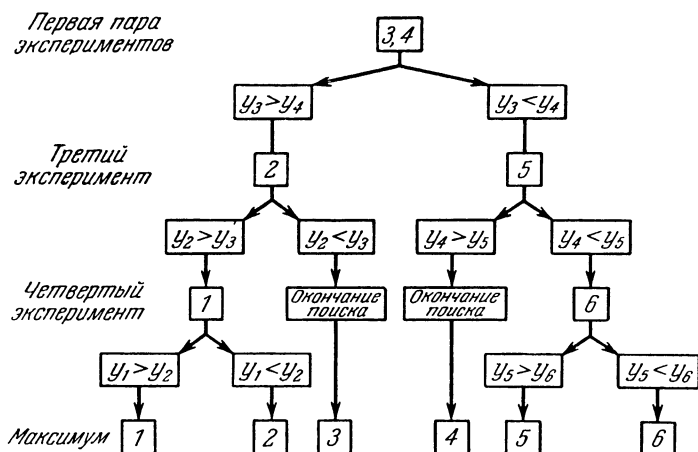 Первая пара
экспериментов
3,4
y₃>y₄
y₃<y₄
Третий
эксперимент
2
5
y₂>y₃
y₂<y₃
y₄>y₅
y₄<y₅
Четвертый
эксперимент
1
Окончание
поиска
Окончание
поиска
6
y₁>y₂
y₁<y₂
y₅>y₆
y₅<y₆
Максимум
1
2
3
4
5
6